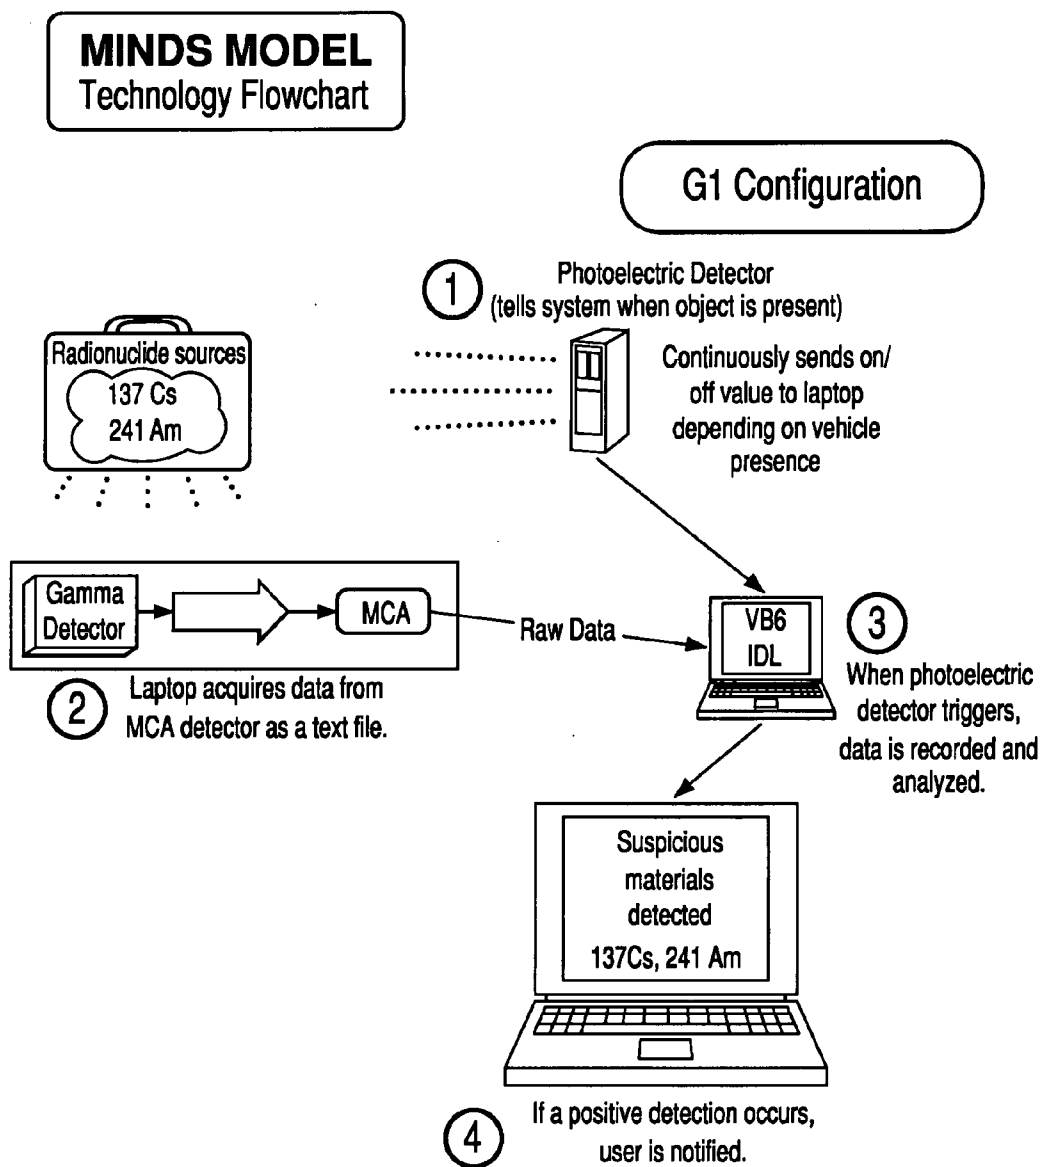 MINDS MODEL
Technology Flowchart
G1 Configuration
1
Photoelectric Detector
(tells system when object is present)
Continuously sends on/
off value to laptop
depending on vehicle
presence
Radionuclide sources
137 Cs
241 Am
Gamma
Detector
MCA
Raw Data
VB6
IDL
2
Laptop acquires data from
MCA detector as a text file.
3
When photoelectric
detector triggers,
data is recorded and
analyzed.
Suspicious
materials
detected
137Cs, 241 Am
4
If a positive detection occurs,
user is notified.